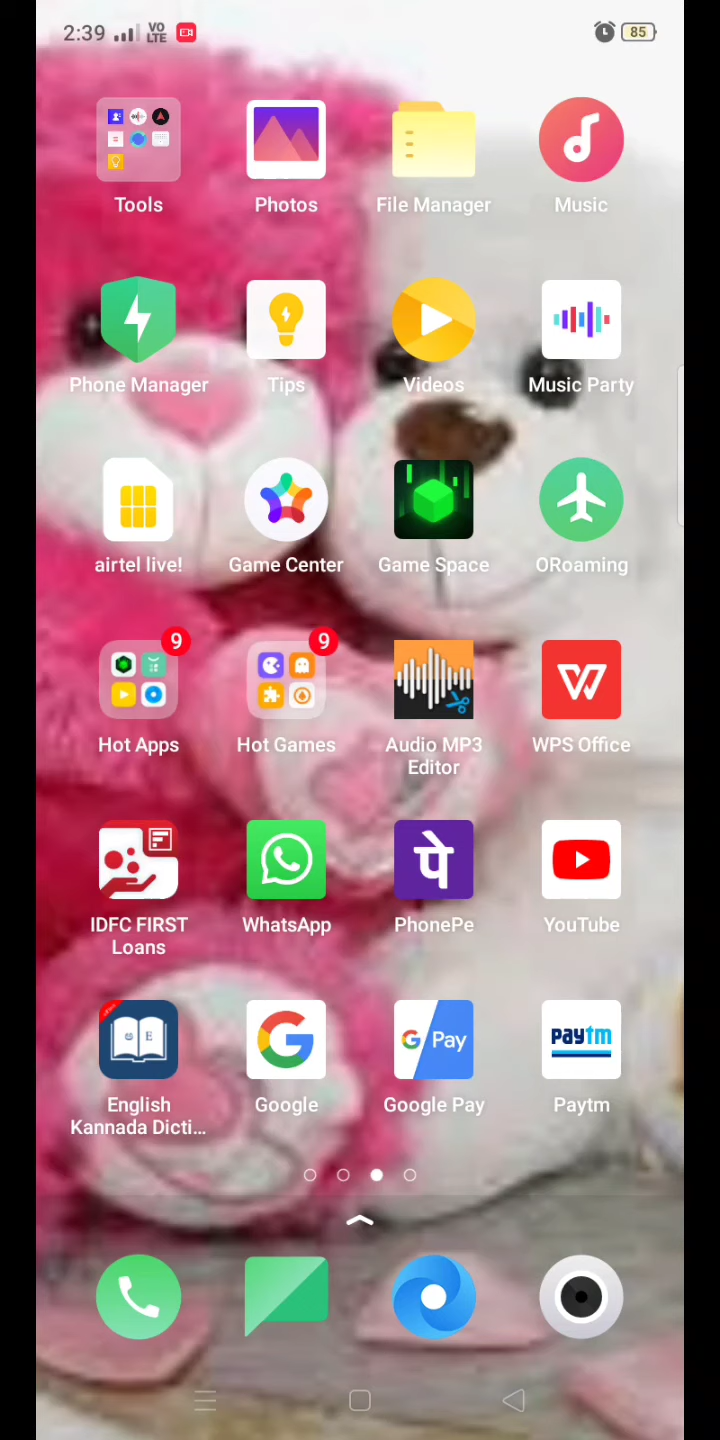 2:39 VO LTE 85
Tools Photos File Manager Music
Phone Manager Tips Videos Music Party
airtel live! Game Center Game Space ORoaming
9 9
Hot Apps Hot Games Audio MP3 Editor WPS Office
पे
IDFC FIRST Loans WhatsApp PhonePe YouTube
E G Pay paytm
English Kannada Dicti... Google Google Pay Paytm